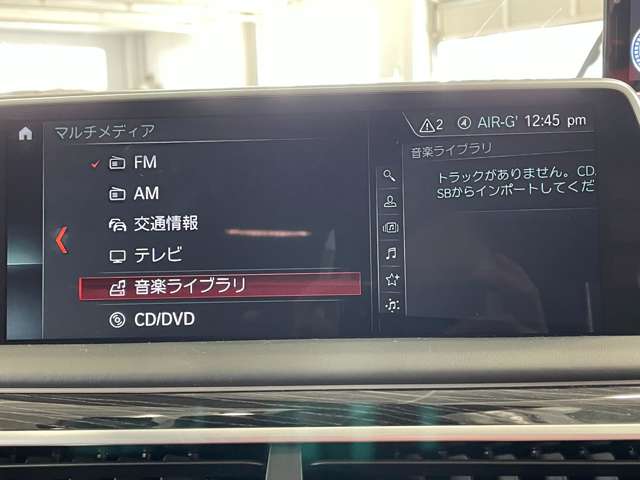 マルチメディア
2 AIR-G' 12:45 pm
FM
AM
交通情報
テレビ
音楽ライブラリ
CD/DVD
音楽ライブラリ
トラックがありません。CD
SBからインポートしてくだ